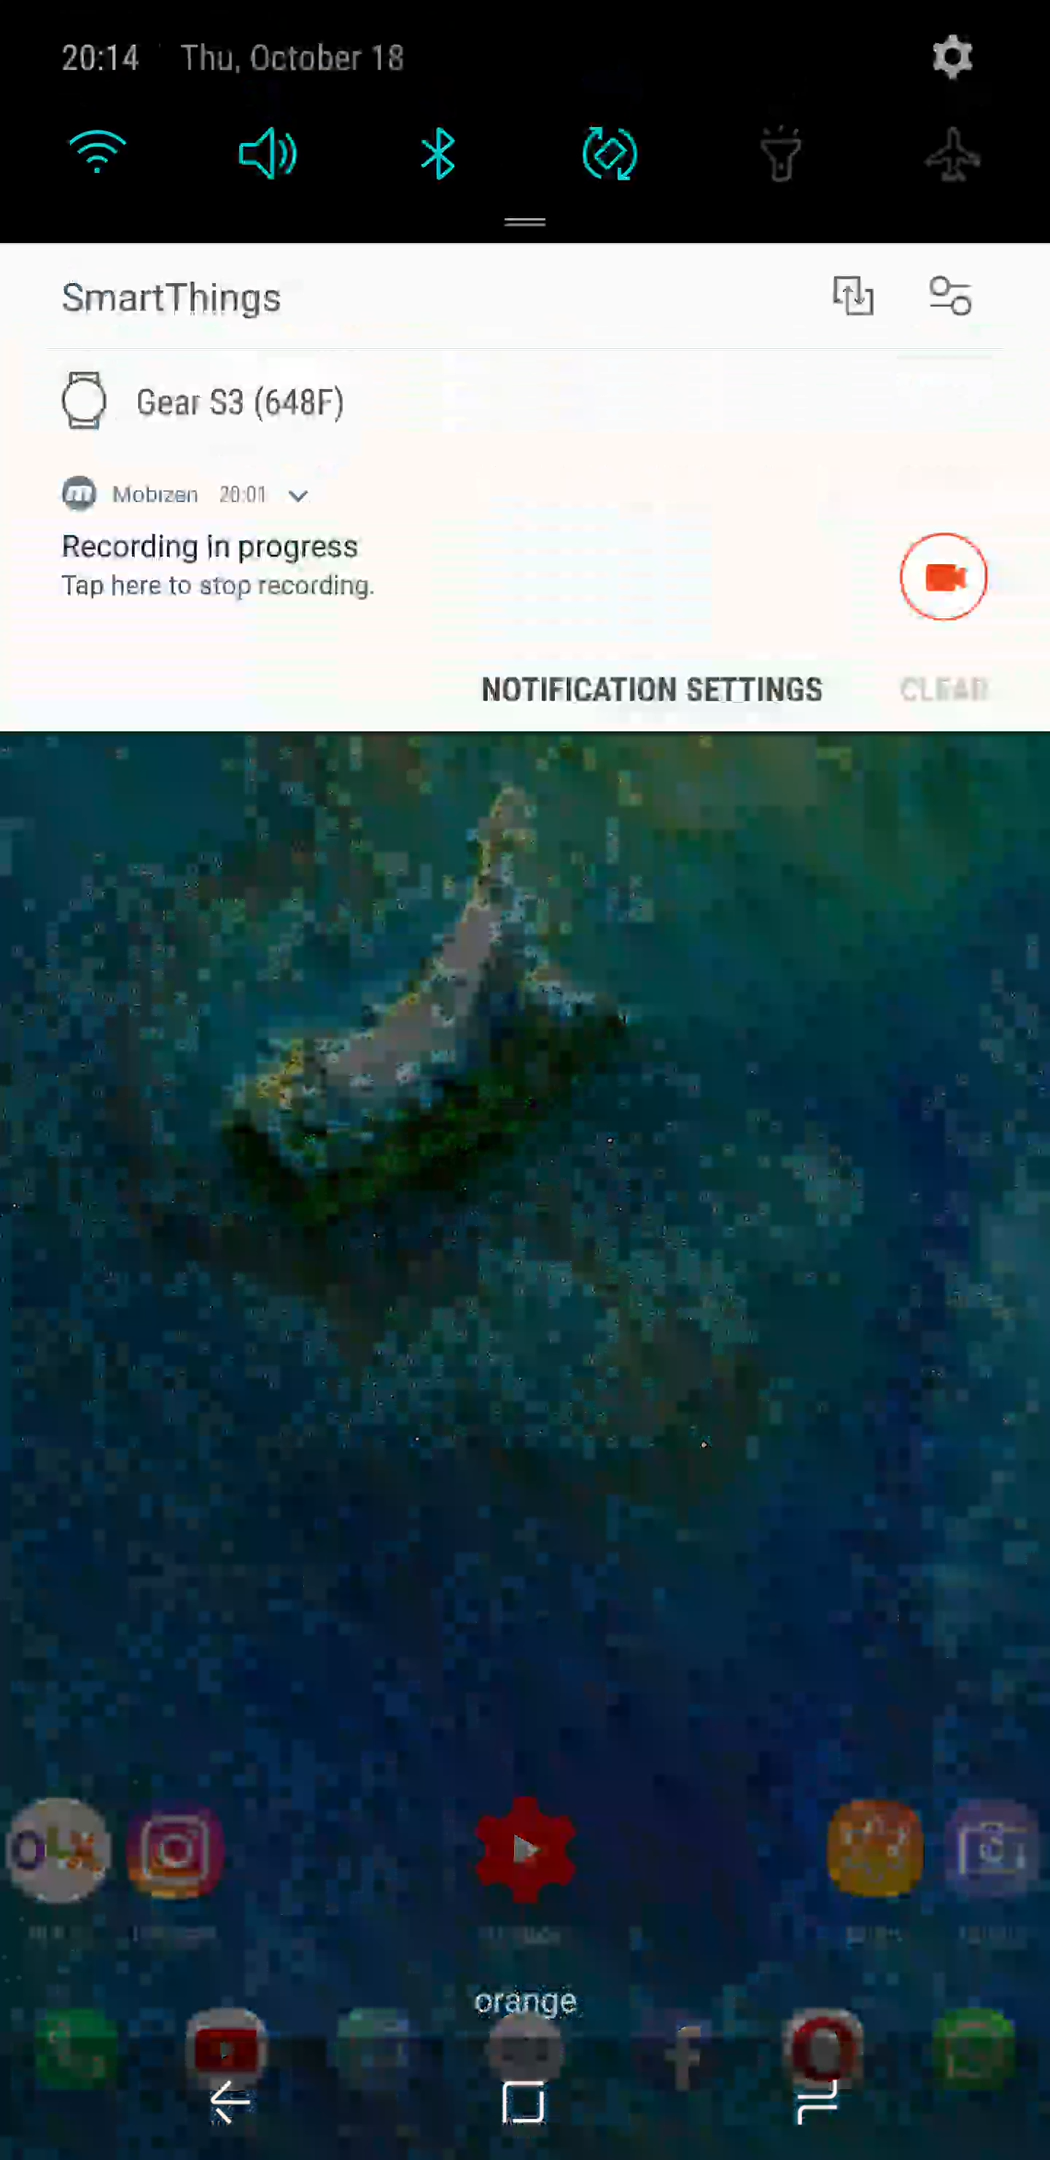 20:14 Thu, October 18
SmartThings
Gear S3 (648F)
Mobizen 20:01
Recording in progress
Tap here to stop recording.
NOTIFICATION SETTINGS CLEAR
OLX
orange